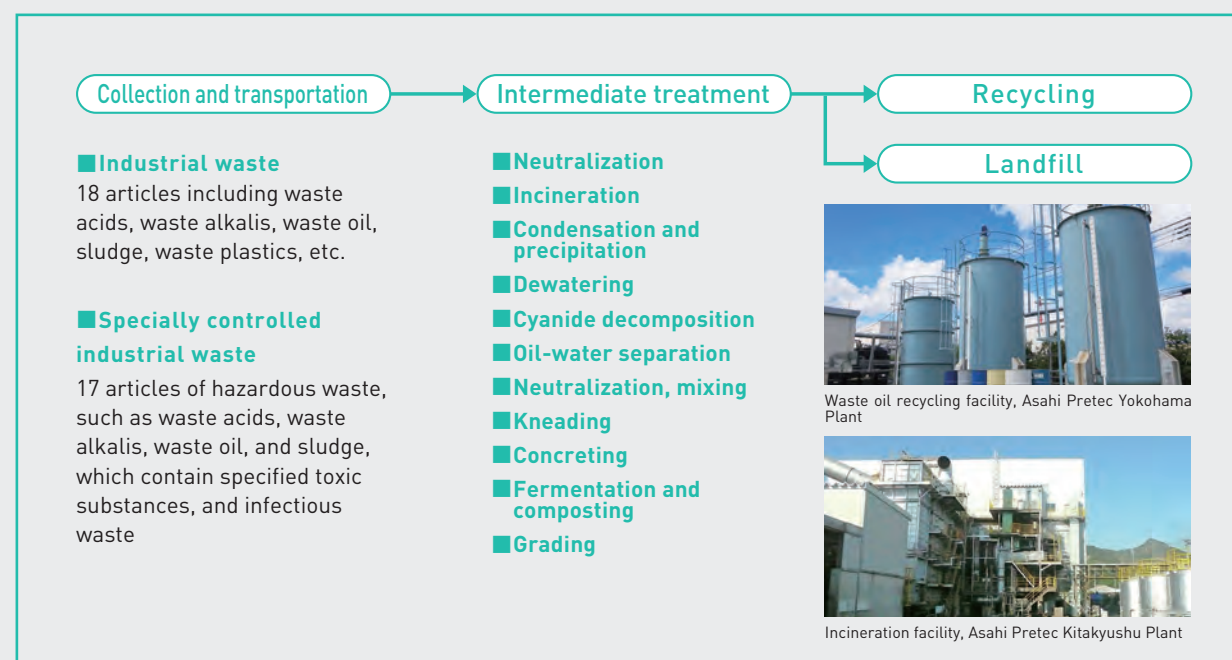 Collection and transportation
Intermediate treatment
Recycling
Landfill
■Industrial waste
18 articles including waste
acids, waste alkalis, waste oil,
sludge, waste plastics, etc.
■Specially controlled
industrial waste
17 articles of hazardous waste,
such as waste acids, waste
alkalis, waste oil, and sludge,
which contain specified toxic
substances, and infectious
waste
■Neutralization
■Incineration
■Condensation and
precipitation
■Dewatering
■Cyanide decomposition
■Oil-water separation
■Neutralization, mixing
■Kneading
■Concreting
■Fermentation and
composting
■Grading
Waste oil recycling facility, Asahi Pretec Yokohama
Plant
Incineration facility, Asahi Pretec Kitakyushu Plant